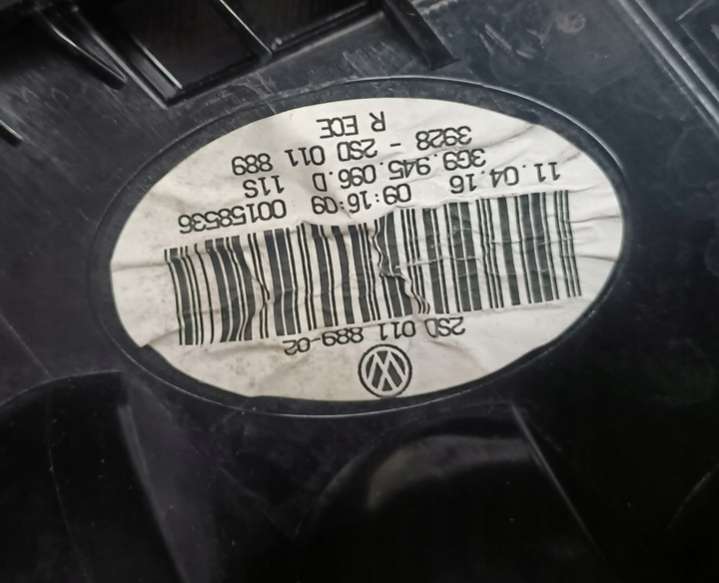 2SD 011 889-02
11.04.16 09:16:09 00158536
3G9.945.096.D 11S
3928 - 2SD 011 889
R ECE